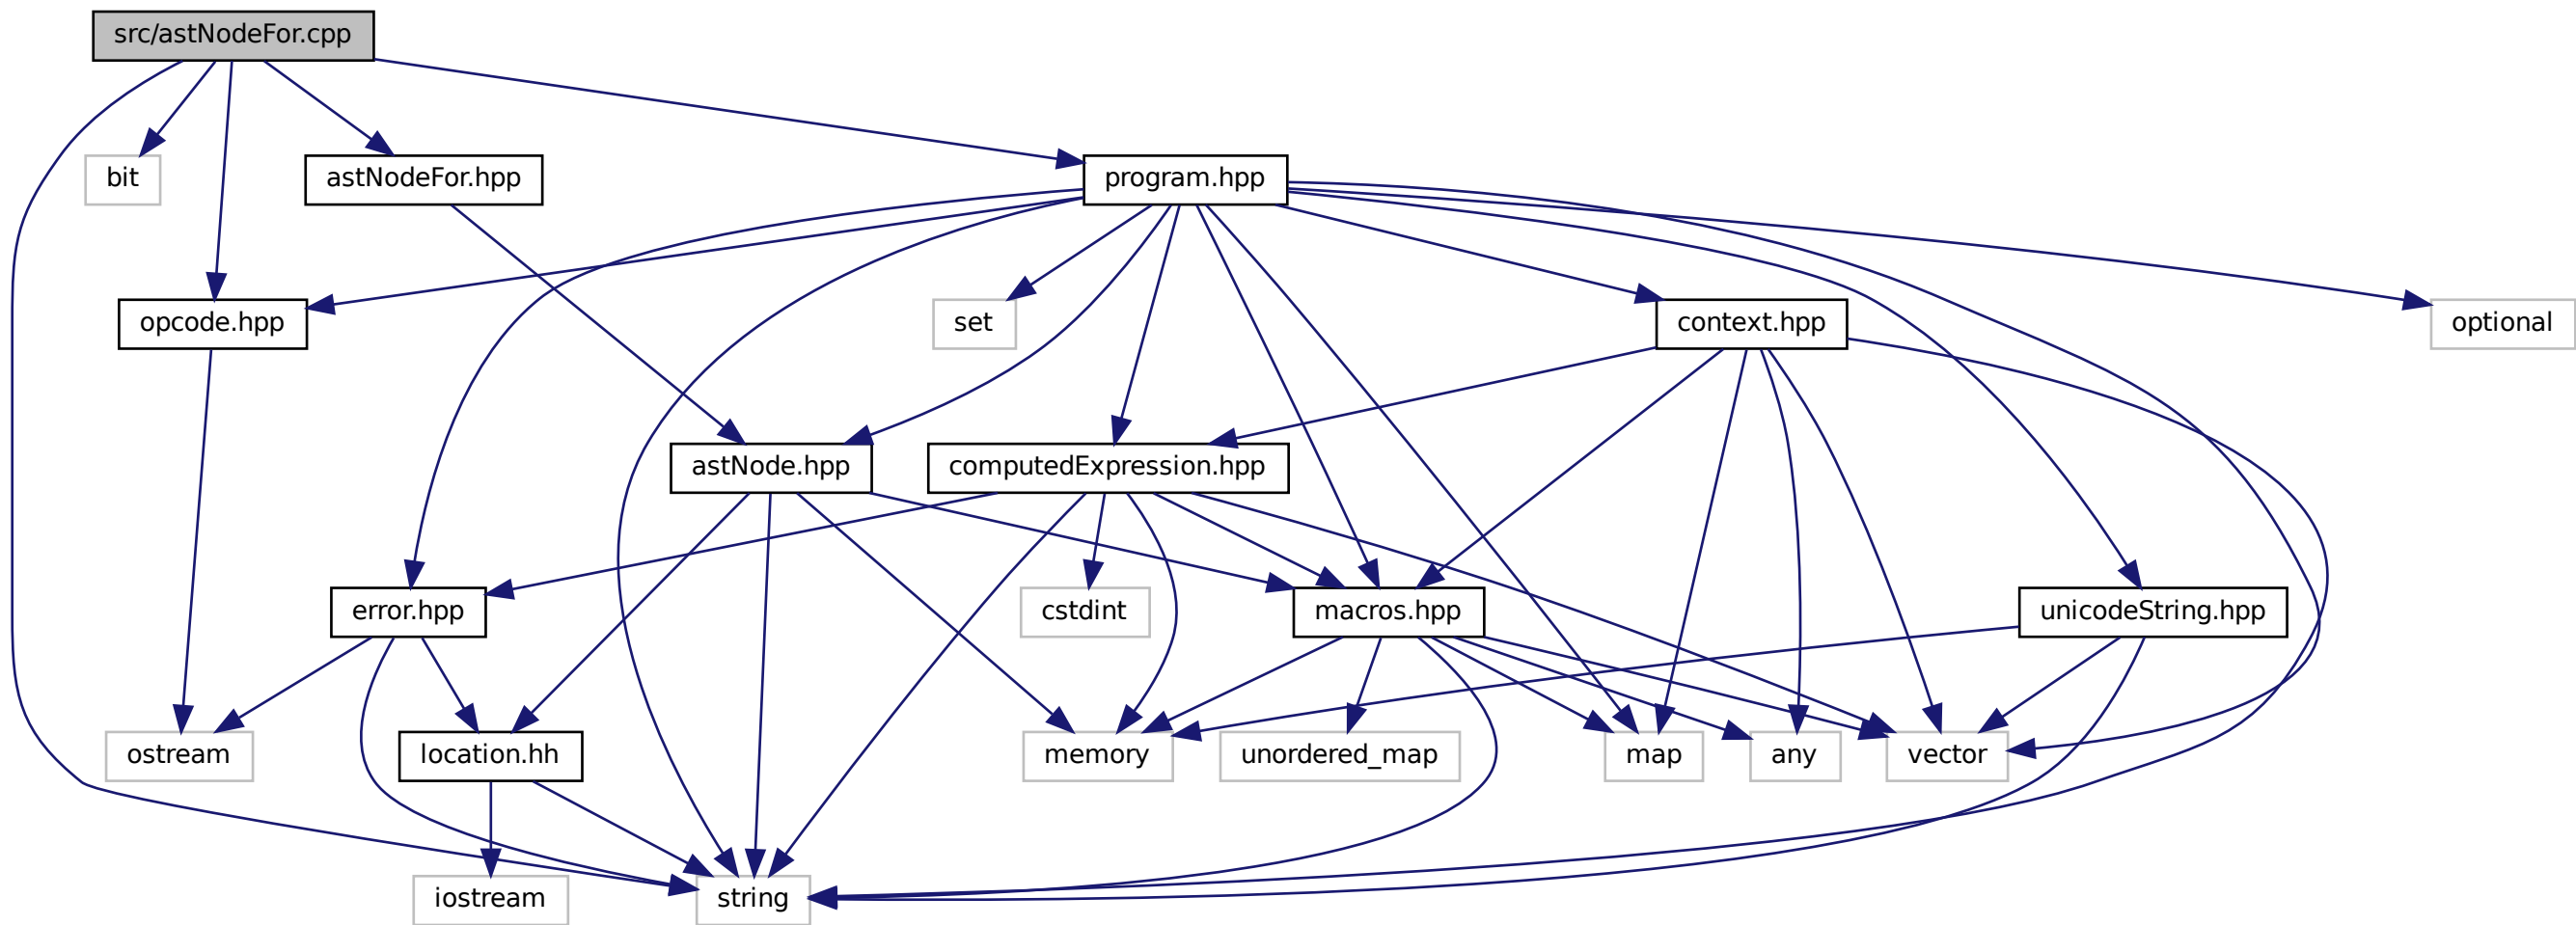 src/astNodeFor.cpp
bit
astNodeFor.hpp
program.hpp
opcode.hpp
set
context.hpp
optional
astNode.hpp
computedExpression.hpp
error.hpp
cstdint
macros.hpp
unicodeString.hpp
ostream
location.hh
memory
unordered_map
map
any
vector
iostream
string